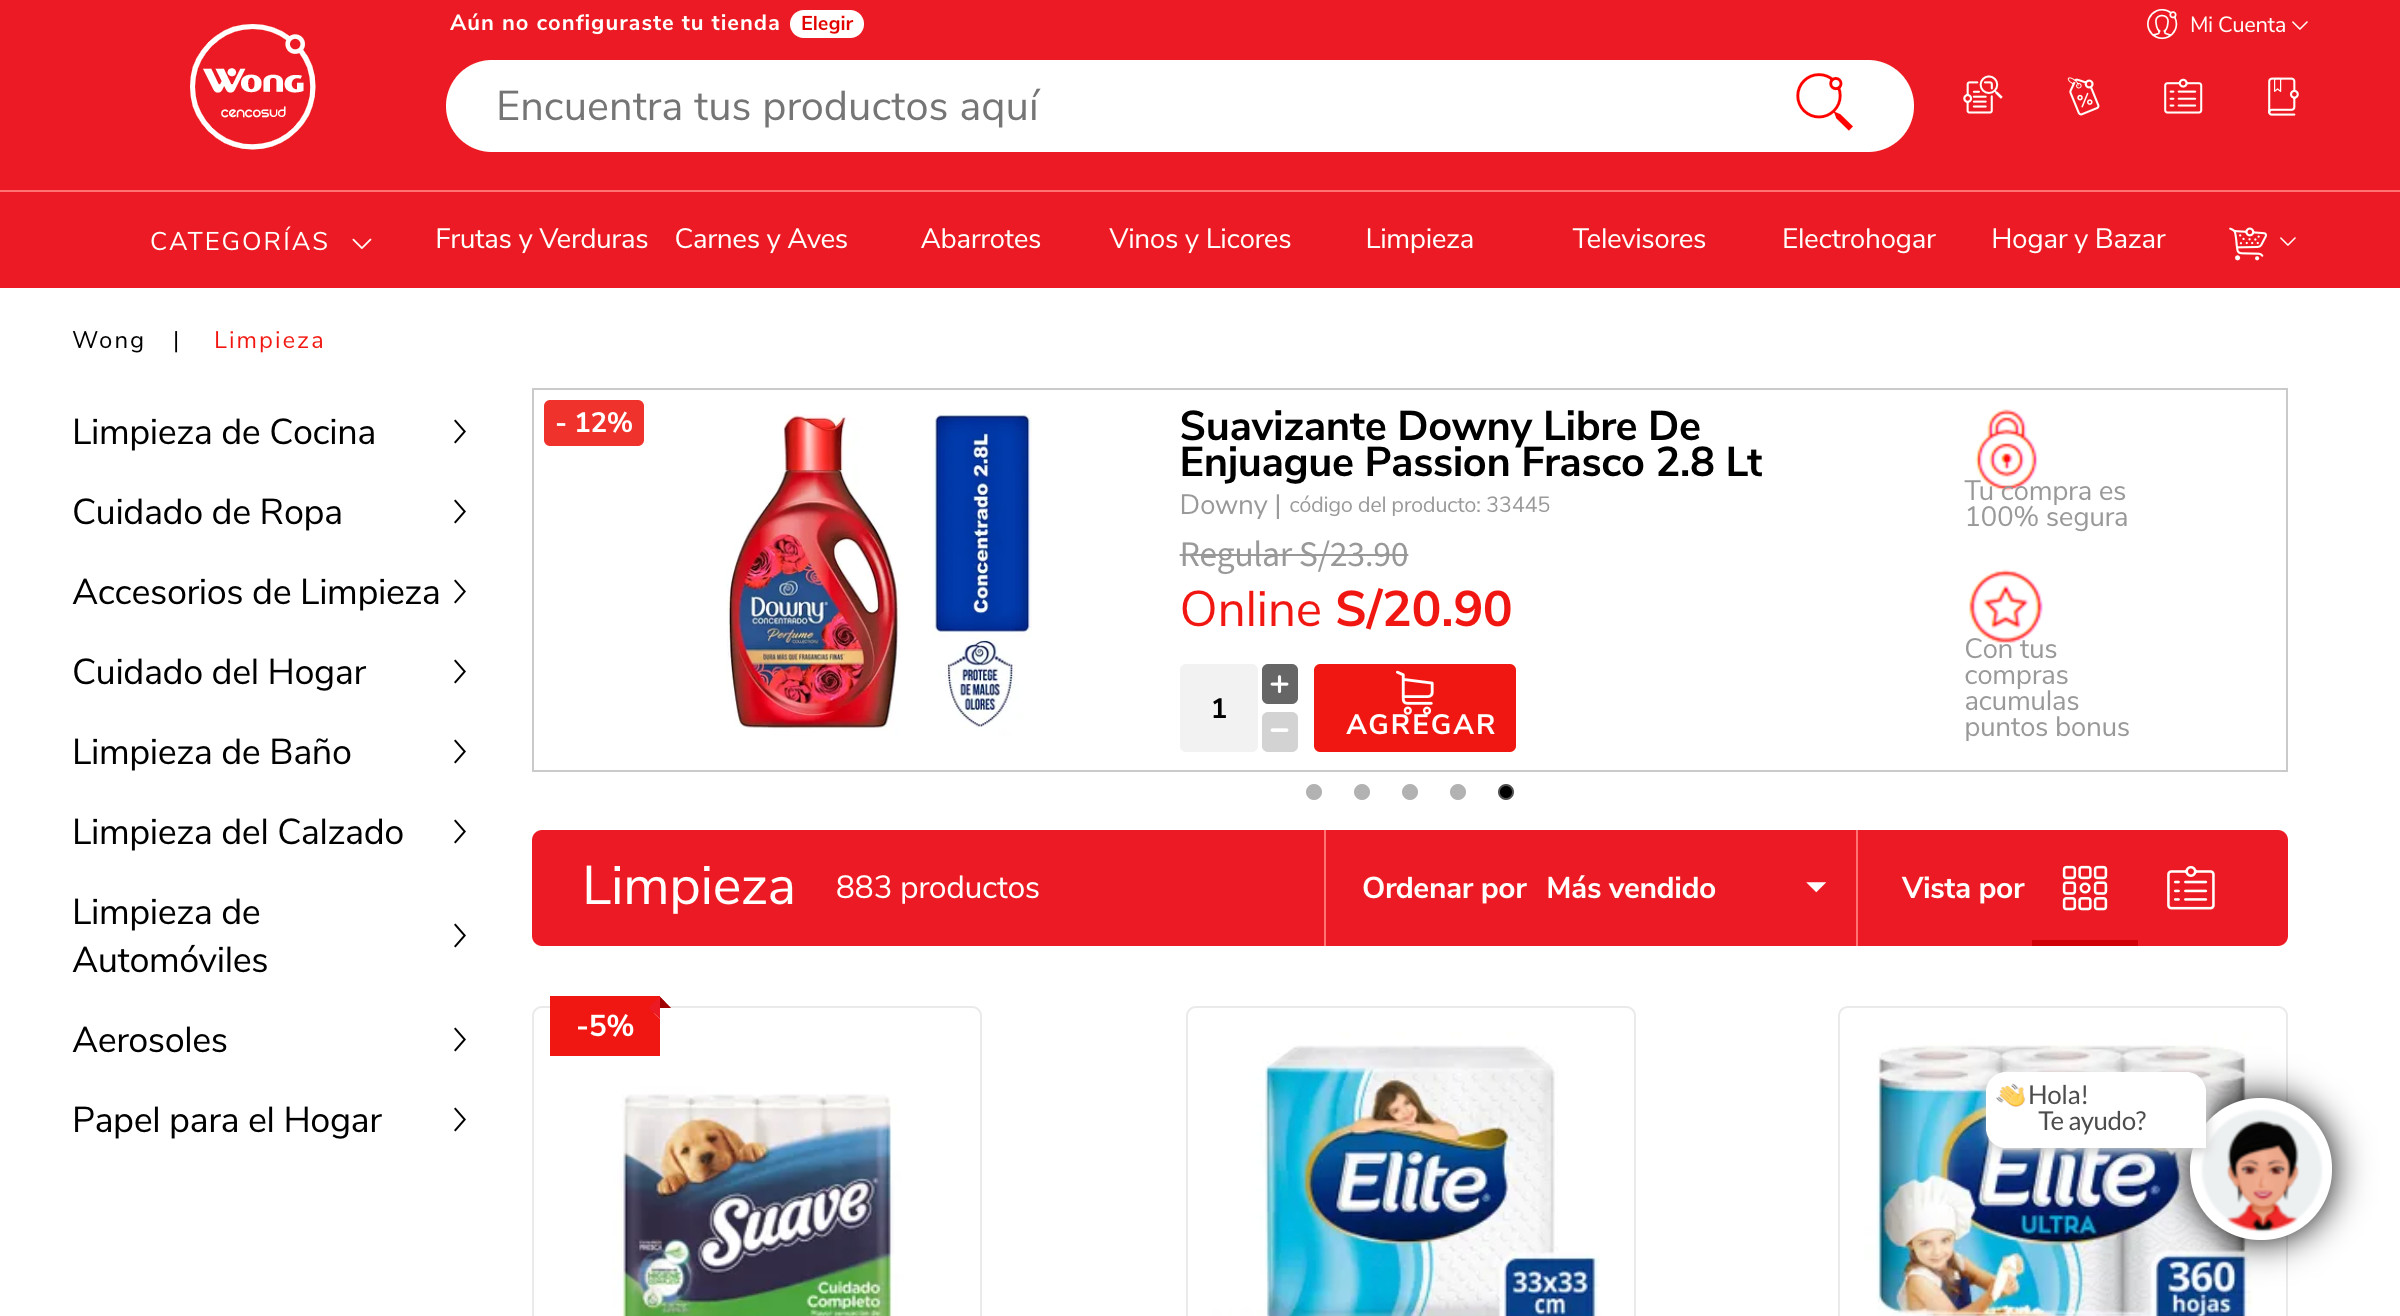 Aún no configuraste tu tienda Elegir
Mi Cuenta
Wong
cencosud
Encuentra tus productos aquí
CATEGORÍAS
Frutas y Verduras
Carnes y Aves
Abarrotes
Vinos y Licores
Limpieza
Televisores
Electrohogar
Hogar y Bazar
Wong | Limpieza
Limpieza de Cocina
Cuidado de Ropa
Accesorios de Limpieza
Cuidado del Hogar
Limpieza de Baño
Limpieza del Calzado
Limpieza de
Automóviles
Aerosoles
Papel para el Hogar
- 12%
Downy
CONCENTRADO
Perfume
DURA MÁS QUE FRAGANCIAS FINAS
Concentrado 2.8L
PROTEGE
DE MALOS
OLORES
Suavizante Downy Libre De
Enjuague Passion Frasco 2.8 Lt
Downy | código del producto: 33445
Regular S/23.90
Online S/20.90
1
+
−
AGREGAR
Tu compra es
100% segura
Con tus
compras
acumulas
puntos bonus
Limpieza 883 productos
Ordenar por Más vendido
Vista por
-5%
Suave
Cuidado
Completo
Elite
33x33
cm
Hola!
Te ayudo?
Elite
ULTRA
360
hojas